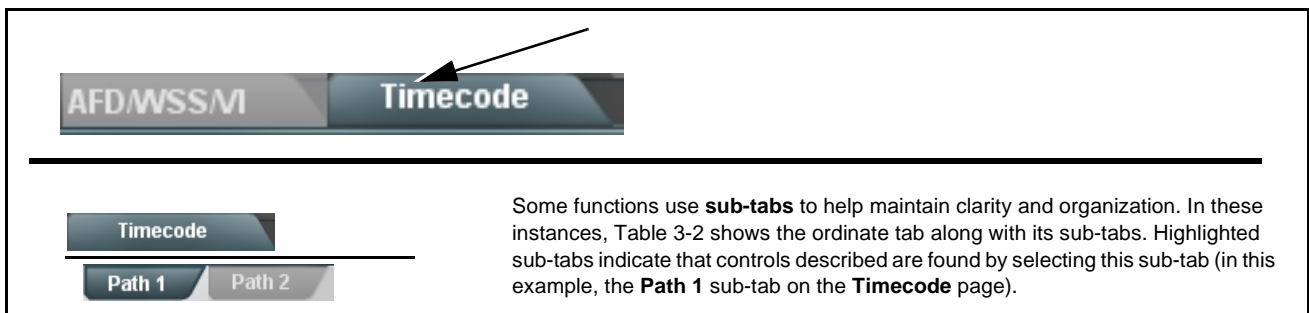 AFD/WSS/VI Timecode
Timecode
Path 1 Path 2
Some functions use sub-tabs to help maintain clarity and organization. In these
instances, Table 3-2 shows the ordinate tab along with its sub-tabs. Highlighted
sub-tabs indicate that controls described are found by selecting this sub-tab (in this
example, the Path 1 sub-tab on the Timecode page).